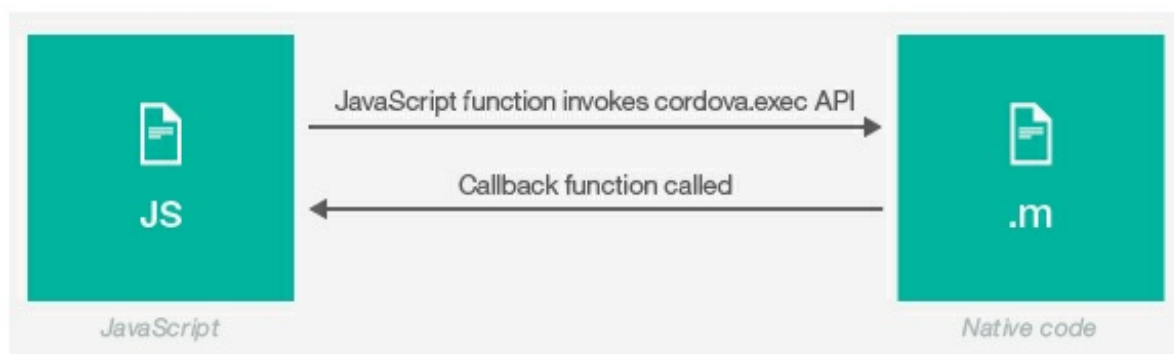 JavaScript function invokes cordova.exec API
Callback function called
JS
.m
JavaScript
Native code